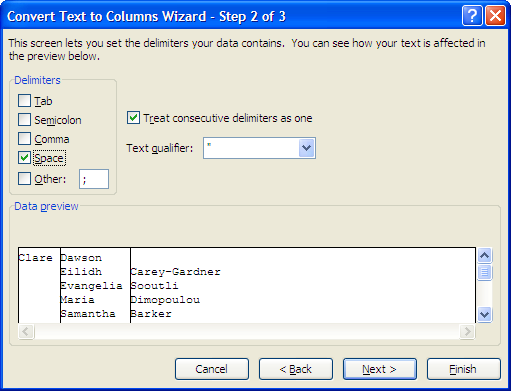 Convert Text to Columns Wizard - Step 2 of 3
This screen lets you set the delimiters your data contains. You can see how your text is affected in
the preview below.
Delimiters
Tab
Semicolon
Comma
Space
Other: ;
Treat consecutive delimiters as one
Text qualifier: "
Data preview
Clare Dawson
Eilidh Carey-Gardner
Evangelia Sooutli
Maria Dimopoulou
Samantha Barker
Cancel < Back Next > Finish